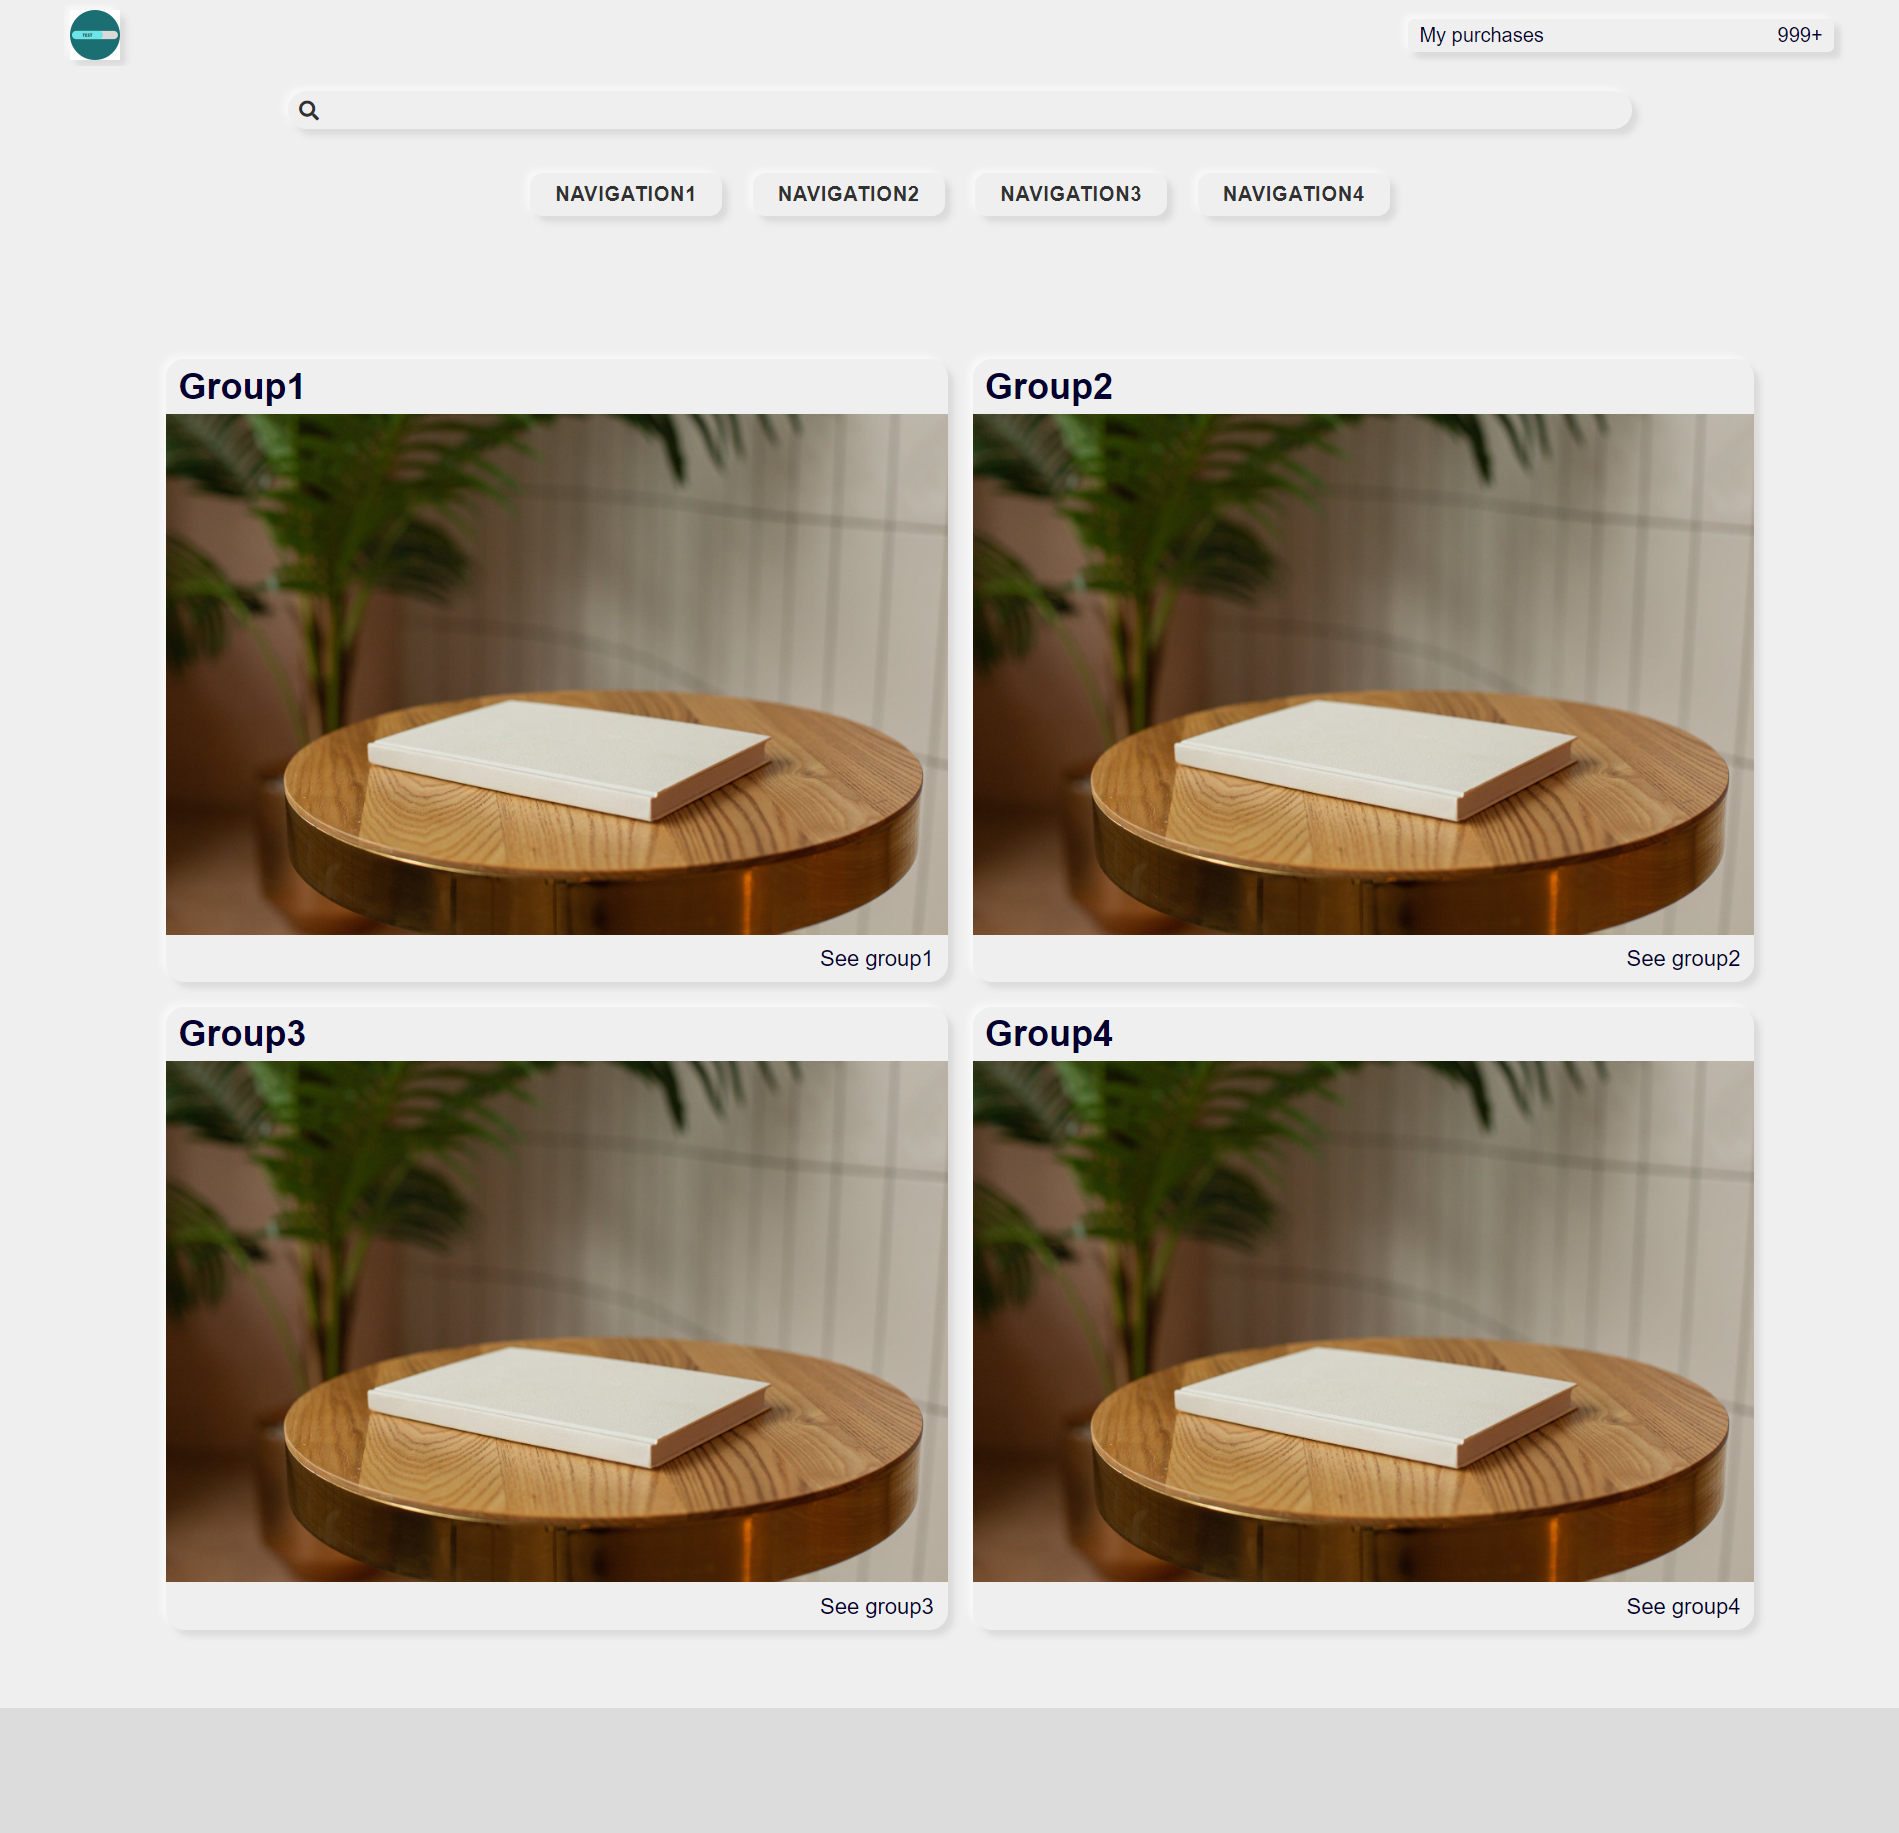 My purchases 999+
NAVIGATION1 NAVIGATION2 NAVIGATION3 NAVIGATION4
Group1
Group2
See group1
See group2
Group3
Group4
See group3
See group4